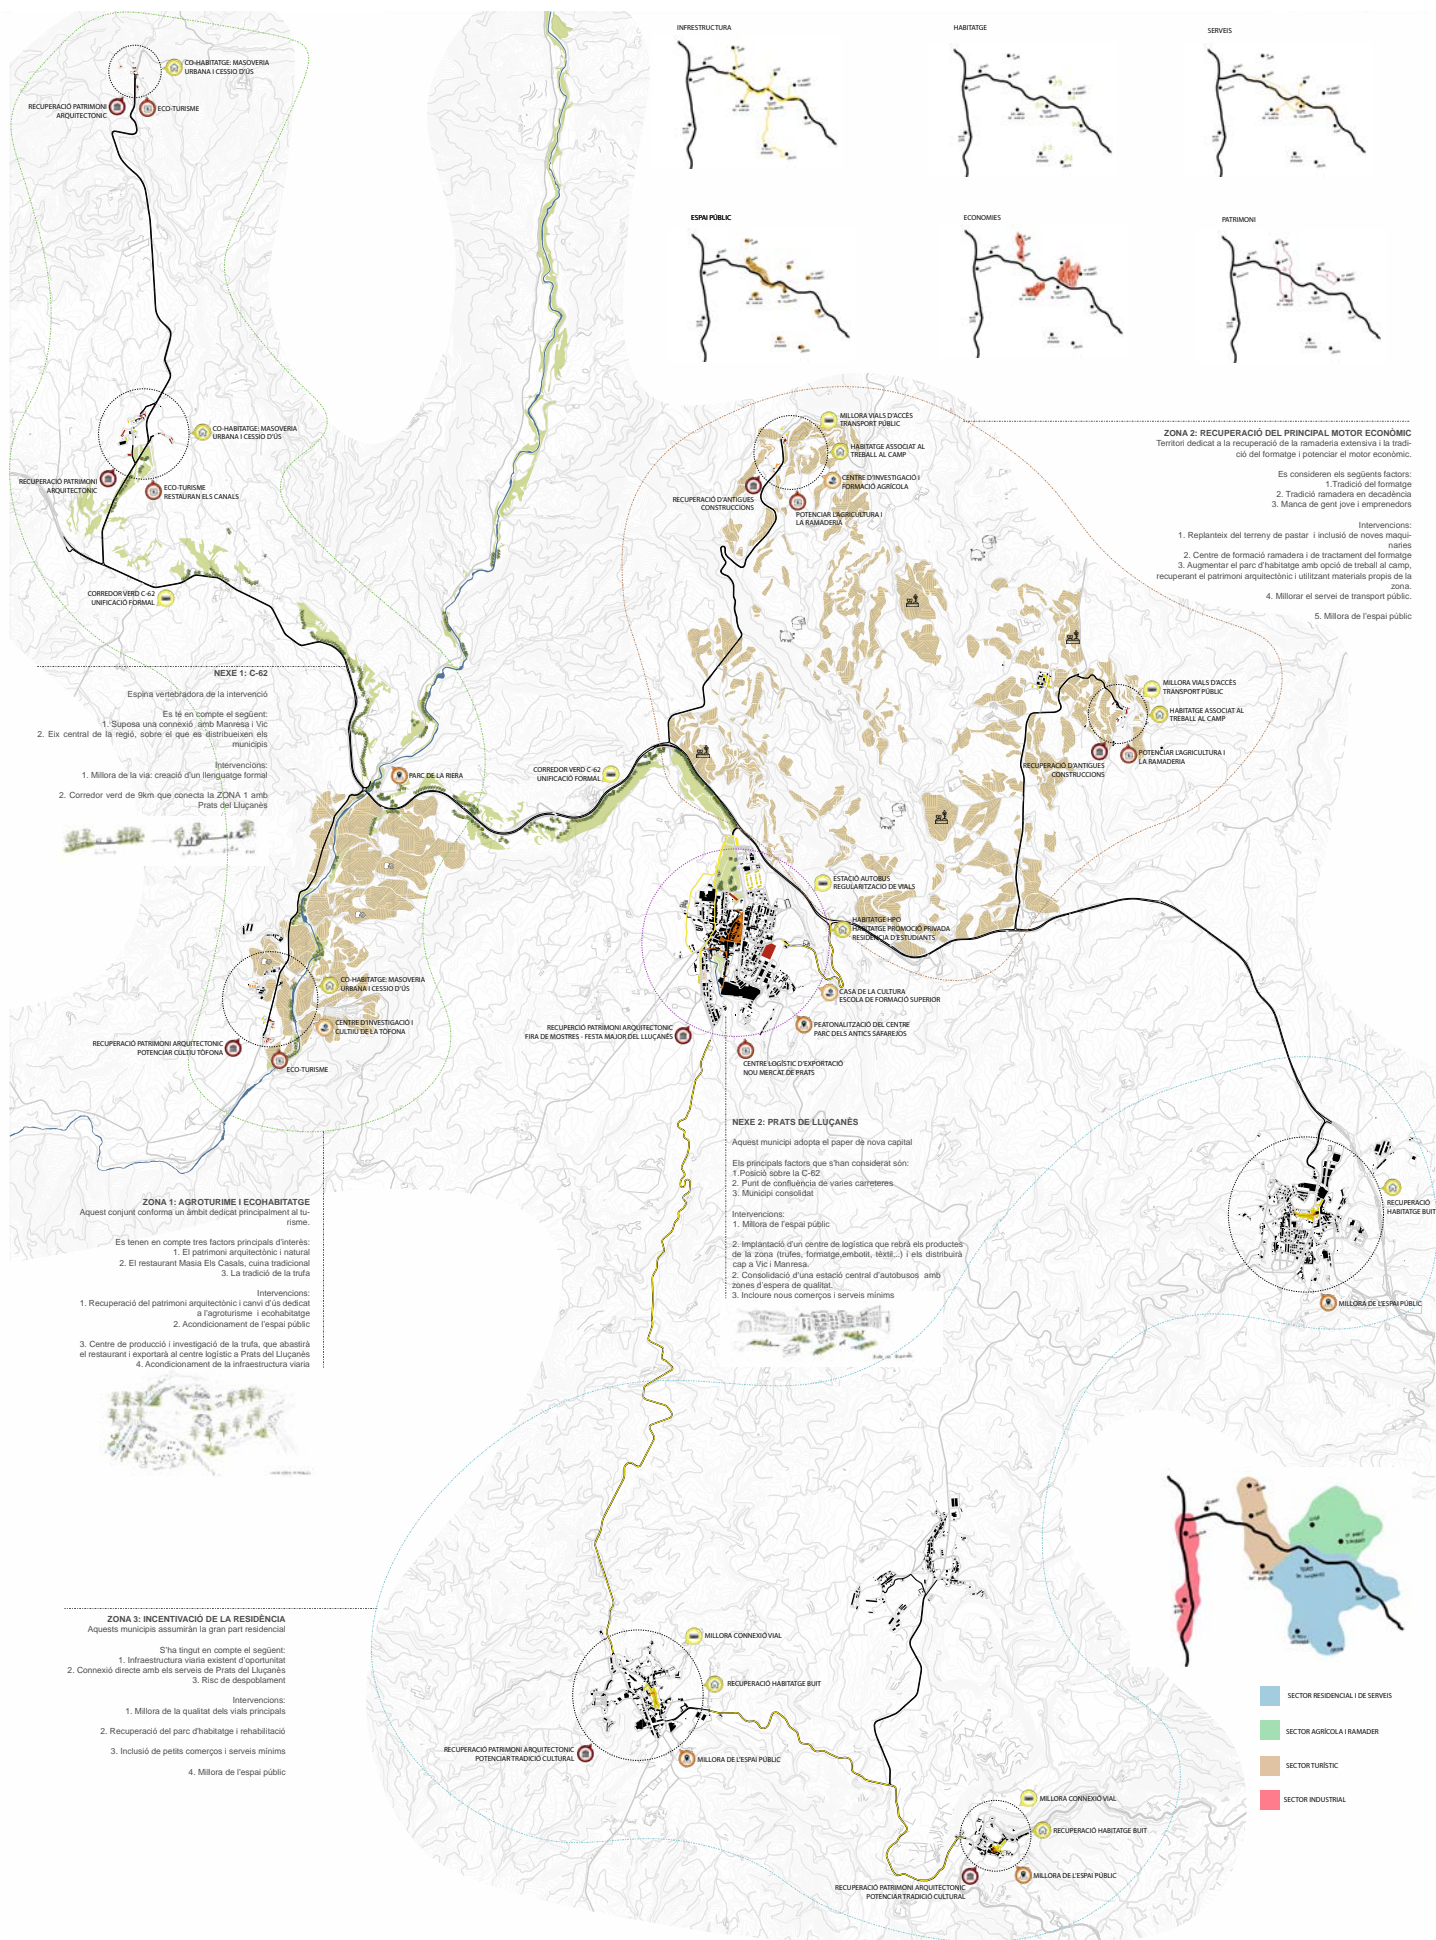 INFRESTRUCTURA
HABITATGE
SERVEIS
ESPAI PÚBLIC
ECONOMIES
PATRIMONI
CO-HABITATGE: MASOVERIA
URBANA I CESSIO D'ÚS
RECUPERACIÓ PATRIMONI
ARQUITECTONIC
ECO-TURISME
CO-HABITATGE: MASOVERIA
URBANA I CESSIO D'ÚS
RECUPERACIÓ PATRIMONI
ARQUITECTONIC
ECO-TURISME
RESTAURAN ELS CANALS
CORREDOR VERD C-62
UNIFICACIÓ FORMAL
MILLORA VIALS D'ACCÈS
TRANSPORT PÚBLIC
HABITATGE ASSOCIAT AL
TREBALL AL CAMP
CENTRE D'INVESTIGACIÓ I
FORMACIÓ AGRÍCOLA
RECUPERACIÓ D'ANTIGUES
CONSTRUCCIONS
POTENCIAR L'AGRICULTURA I
LA RAMADERIA
ZONA 2: RECUPERACIÓ DEL PRINCIPAL MOTOR ECONÒMIC
Territori dedicat a la recuperació de la ramaderia extensiva i la tradi-
ció del formatge i potenciar el motor econòmic.
Es consideren els següents factors:
1.Tradició del formatge
2. Tradició ramadera en decadència
3. Manca de gent jove i emprenedors
Intervencions:
1. Replanteix del terreny de pastar i inclusió de noves maqui-
naries
2. Centre de formació ramadera i de tractament del formatge
3. Augmentar el parc d'habitatge amb opció de treball al camp,
recuperant el patrimoni arquitectònic i utilitzant materials propis de la
zona.
4. Millorar el servei de transport públic.
5. Millora de l'espai públic
NEXE 1: C-62
Espina vertebradora de la intervenció
Es té en compte el següent:
1. Suposa una connexió amb Manresa i Vic
2. Eix central de la regió, sobre el que es distribueixen els
municipis
Intervencions:
1. Millora de la via: creació d'un llenguatge formal
2. Corredor verd de 9km que conecta la ZONA 1 amb
Prats del Lluçanès
PARC DE LA RIERA
CORREDOR VERD C-62
UNIFICACIÓ FORMAL
MILLORA VIALS D'ACCÈS
TRANSPORT PÚBLIC
HABITATGE ASSOCIAT AL
TREBALL AL CAMP
RECUPERACIÓ D'ANTIGUES
CONSTRUCCIONS
POTENCIAR L'AGRICULTURA I
LA RAMADERIA
ESTACIÓ AUTOBUS
REGULARITZACIO DE VIALS
HABITATGE HPO
HABITATGE PROMOCIÓ PRIVADA
RESIDENCIA D'ESTUDIANTS
CASA DE LA CULTURA
ESCOLA DE FORMACIÓ SUPERIOR
PEATONALITZACIÓ DEL CENTRE
PARC DELS ANTICS SAFAREJOS
RECUPERCIÓ PATRIMONI ARQUITECTONIC
FIRA DE MOSTRES - FESTA MAJOR DEL LLUÇANÈS
CENTRE LOGÍSTIC D'EXPORTACIÓ
NOU MERCAT DE PRATS
CO-HABITATGE: MASOVERIA
URBANA I CESSIO D'ÚS
CENTRE D'INVESTIGACIÓ I
CULTIU DE LA TÒFONA
RECUPERACIÓ PATRIMONI ARQUITECTONIC
POTENCIAR CULTIU TÒFONA
ECO-TURISME
NEXE 2: PRATS DE LLUÇANÈS
Aquest municipi adopta el paper de nova capital
Els principals factors que s'han considerat són:
1.Posició sobre la C-62
2. Punt de confluència de varies carreteres
3. Municipi consolidat
Intervencions:
1. Millora de l'espai públic
2. Implantació d'un centre de logística que rebrà els productes
de la zona (trufes, formatge,embotit, tèxtil...) i els distribuirà
cap a Vic i Manresa.
2. Consolidació d'una estació central d'autobusos amb
zones d'espera de qualitat.
3. Incloure nous comerços i serveis mínims
ZONA 1: AGROTURIME I ECOHABITATGE
Aquest conjunt conforma un àmbit dedicat principalment al tu-
risme.
Es tenen en compte tres factors principals d'interès:
1. El patrimoni arquitectònic i natural
2. El restaurant Masia Els Casals, cuina tradicional
3. La tradició de la trufa
Intervencions:
1. Recuperació del patrimoni arquitectònic i canvi d'ús dedicat
a l'agroturisme i ecohabitatge
2. Acondicionament de l'espai públic
3. Centre de producció i investigació de la trufa, que abastirà
el restaurant i exportarà al centre logístic a Prats del Lluçanès
4. Acondicionament de la infraestructura viaria
RECUPERACIÓ
HABITATGE BUIT
MILLORA DE L'ESPAI PÚBLIC
ZONA 3: INCENTIVACIÓ DE LA RESIDÈNCIA
Aquests municipis assumiràn la gran part residencial
S'ha tingut en compte el següent:
1. Infraestructura viaria existent d'oportunitat
2. Connexió directe amb els serveis de Prats del Lluçanès
3. Risc de despoblament
Intervencions:
1. Millora de la qualitat dels vials principals
2. Recuperació del parc d'habitatge i rehabilitació
3. Inclusió de petits comerços i serveis mínims
4. Millora de l'espai públic
MILLORA CONNEXIÓ VIAL
RECUPERACIÓ HABITATGE BUIT
RECUPERACIÓ PATRIMONI ARQUITECTONIC
POTENCIAR TRADICIÓ CULTURAL
MILLORA DE L'ESPAI PÚBLIC
MILLORA CONNEXIÓ VIAL
RECUPERACIÓ HABITATGE BUIT
MILLORA DE L'ESPAI PÚBLIC
RECUPERACIÓ PATRIMONI ARQUITECTONIC
POTENCIAR TRADICIÓ CULTURAL
SECTOR RESIDENCIAL I DE SERVEIS
SECTOR AGRÍCOLA I RAMADER
SECTOR TURÍSTIC
SECTOR INDUSTRIAL